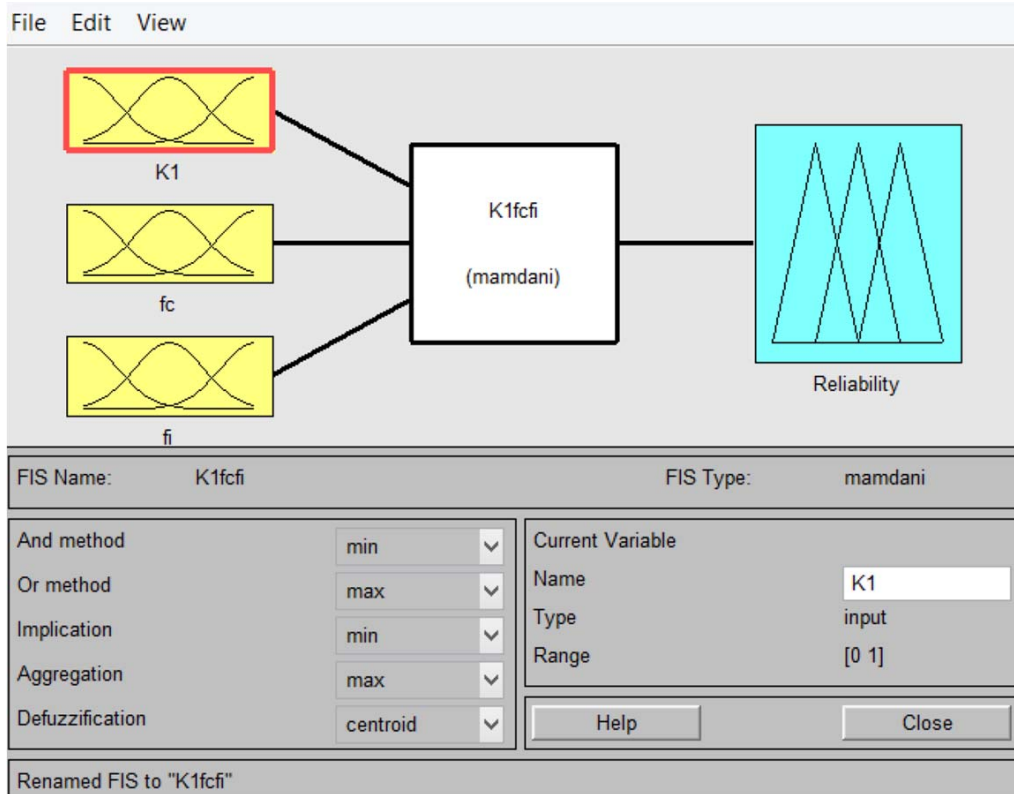 File Edit View
K1
fc
fi
K1fcfi
(mamdani)
Reliability
FIS Name: K1fcfi FIS Type: mamdani
And method min
Or method max
Implication min
Aggregation max
Defuzzification centroid
Current Variable
Name K1
Type input
Range [0 1]
Help Close
Renamed FIS to "K1fcfi"